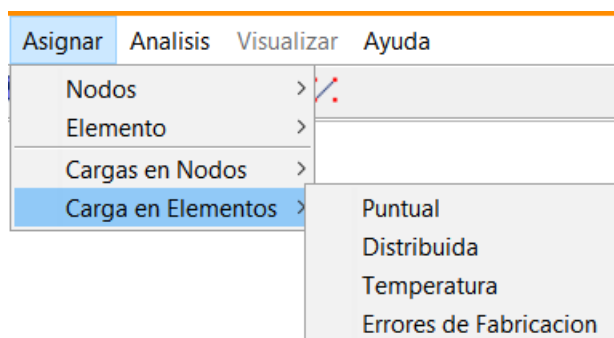 Asignar Analisis Visualizar Ayuda
Nodos
Elemento
Cargas en Nodos
Carga en Elementos
Puntual
Distribuida
Temperatura
Errores de Fabricacion